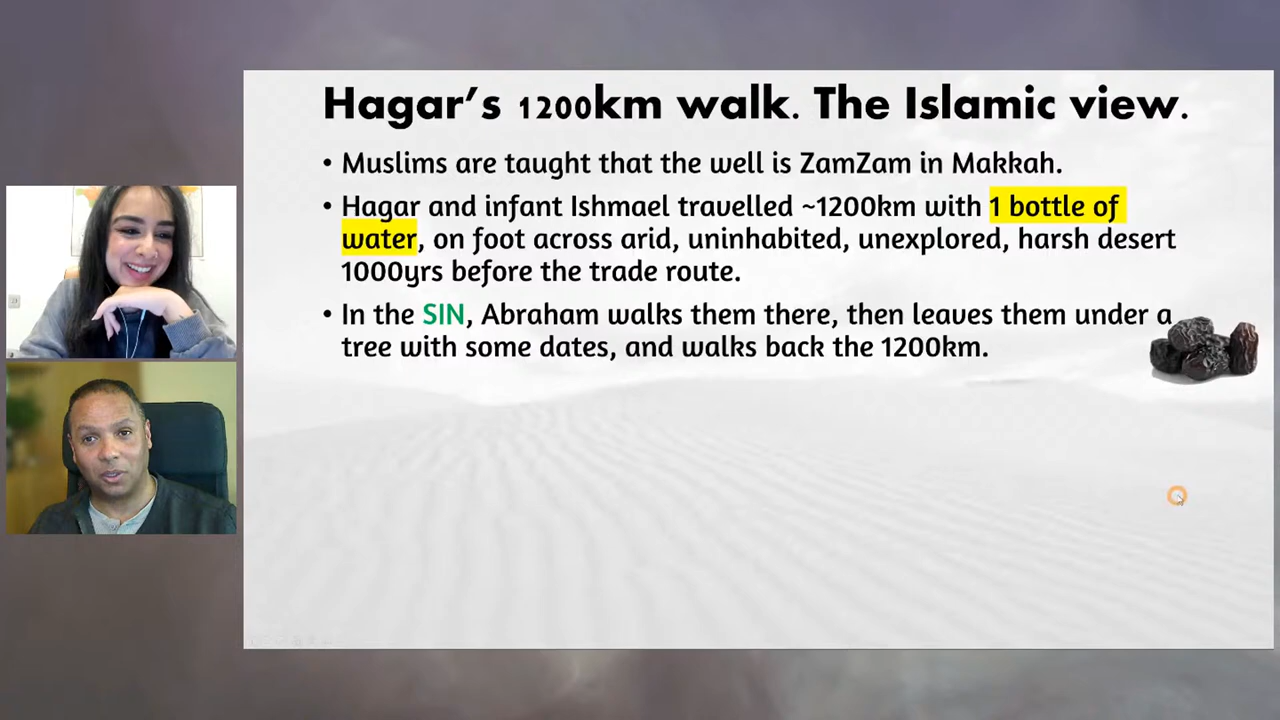 Hagar's 1200km walk. The Islamic view.
• Muslims are taught that the well is ZamZam in Makkah.
• Hagar and infant Ishmael travelled ~1200km with 1 bottle of
water, on foot across arid, uninhabited, unexplored, harsh desert
1000yrs before the trade route.
• In the SIN, Abraham walks them there, then leaves them under a
tree with some dates, and walks back the 1200km.